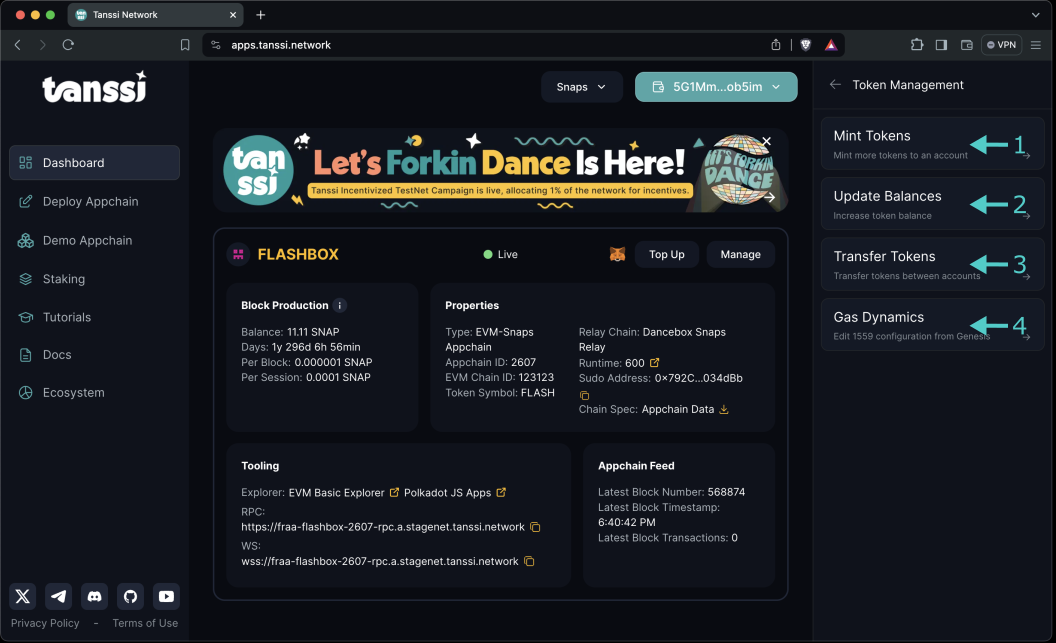 Tanssi Network
apps.tanssi.network
VPN
tanssi
Dashboard
Deploy Appchain
Demo Appchain
Staking
Tutorials
Docs
Ecosystem
Privacy Policy - Terms of Use
Snaps
5G1Mm...ob5im
tan
ssi
Let's Forkin Dance Is Here!
Tanssi Incentivized TestNet Campaign is live, allocating 1% of the network for incentives.
IT'S FORKIN
DANCE
FLASHBOX
Live
Top Up
Manage
Block Production i
Balance: 11.11 SNAP
Days: 1y 296d 6h 56min
Per Block: 0.000001 SNAP
Per Session: 0.0001 SNAP
Properties
Type: EVM-Snaps
Appchain
Appchain ID: 2607
EVM Chain ID: 123123
Token Symbol: FLASH
Relay Chain: Dancebox Snaps
Relay
Runtime: 600
Sudo Address: 0x792C...034dBb
Chain Spec: Appchain Data
Tooling
Explorer: EVM Basic Explorer Polkadot JS Apps
RPC:
https://fraa-flashbox-2607-rpc.a.stagenet.tanssi.network
WS:
wss://fraa-flashbox-2607-rpc.a.stagenet.tanssi.network
Appchain Feed
Latest Block Number: 568874
Latest Block Timestamp:
6:40:42 PM
Latest Block Transactions: 0
Token Management
Mint Tokens
Mint more tokens to an account
1
Update Balances
Increase token balance
2
Transfer Tokens
Transfer tokens between accounts
3
Gas Dynamics
Edit 1559 configuration from Genesis
4